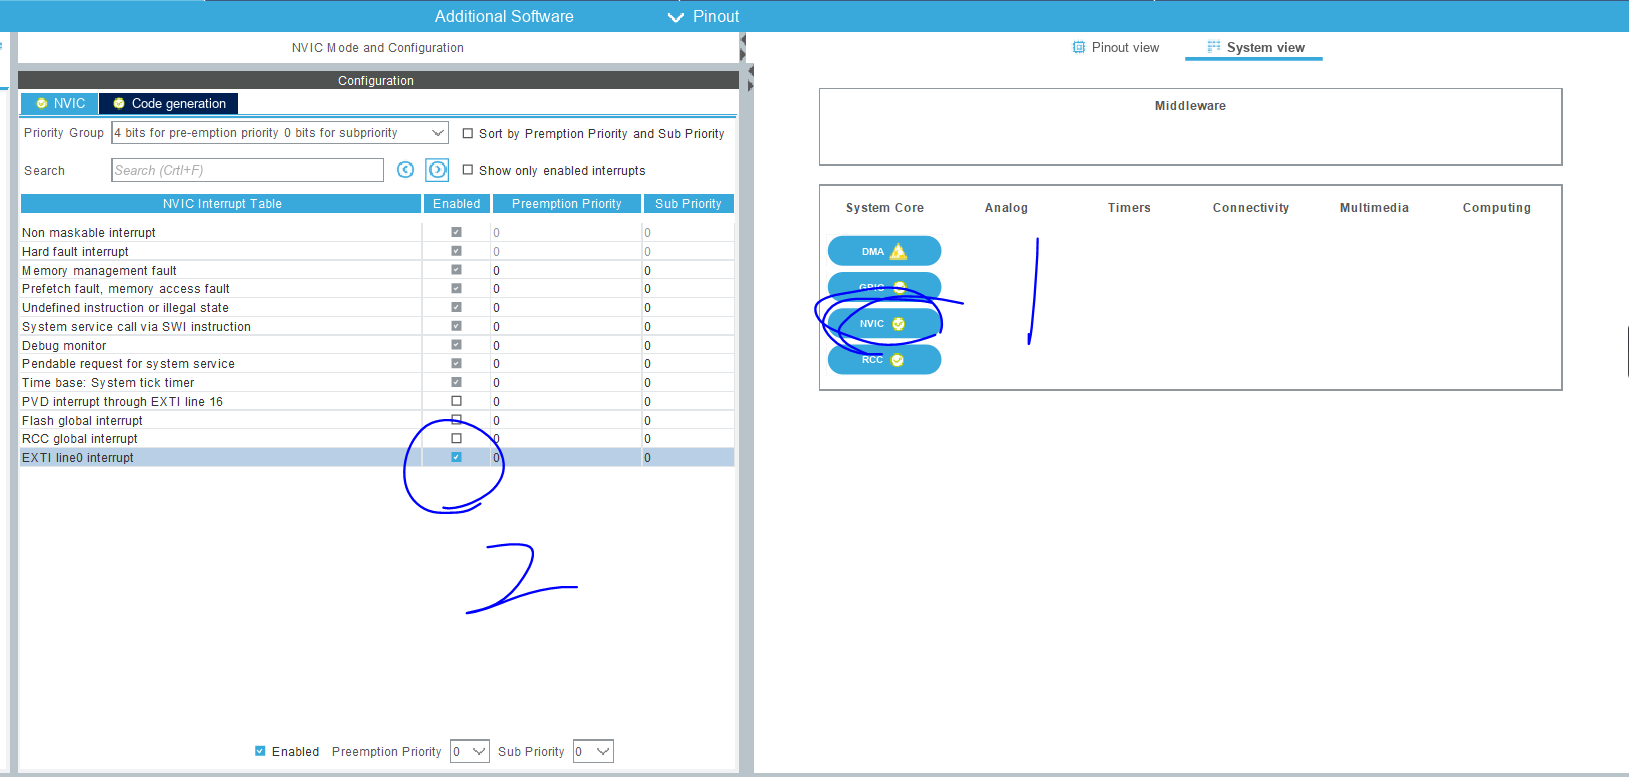 Additional Software
Pinout
NVIC Mode and Configuration
Configuration
NVIC
Code generation
Priority Group
4 bits for pre-emption priority 0 bits for subpriority
Sort by Premption Priority and Sub Priority
Search
Search (Crtl+F)
Show only enabled interrupts
NVIC Interrupt Table Enabled Preemption Priority Sub Priority
Non maskable interrupt 0 0
Hard fault interrupt 0 0
Memory management fault 0 0
Prefetch fault, memory access fault 0 0
Undefined instruction or illegal state 0 0
System service call via SWI instruction 0 0
Debug monitor 0 0
Pendable request for system service 0 0
Time base: System tick timer 0 0
PVD interrupt through EXTI line 16 0 0
Flash global interrupt 0 0
RCC global interrupt 0 0
EXTI line0 interrupt 0 0
2
Enabled Preemption Priority 0 Sub Priority 0
Pinout view
System view
Middleware
System Core Analog Timers Connectivity Multimedia Computing
DMA
GPIO
NVIC
RCC
1